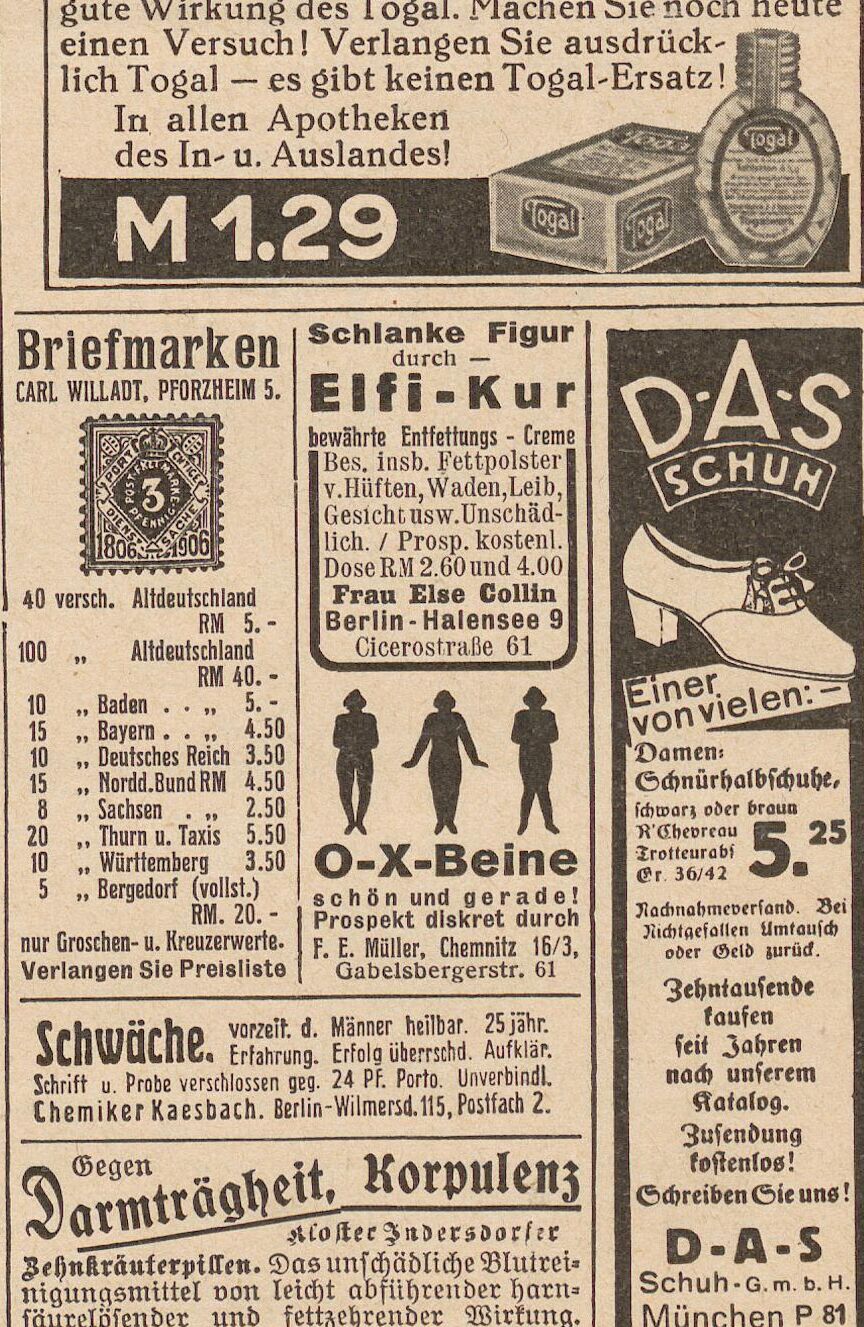 gute Wirkung des Togal. Machen Sie noch heute
einen Versuch! Verlangen Sie ausdrück-
lich Togal — es gibt keinen Togal-Ersatz!
In allen Apotheken
des In- u. Auslandes!
M 1.29
Togal
Togal
Togal
Togal
Briefmarken
CARL WILLADT, PFORZHEIM 5.
PORTOPFLICHTIGE
POSTFREIMARKE
3
PFENNIG
DIENST SACHE
1806 1906
40 versch. Altdeutschland
RM 5.-
100 „ Altdeutschland
RM 40.-
10 „ Baden . . „ 5.-
15 „ Bayern . . „ 4.50
10 „ Deutsches Reich 3.50
15 „ Nordd.Bund RM 4.50
8 „ Sachsen . „ 2.50
20 „ Thurn u. Taxis 5.50
10 „ Württemberg 3.50
5 „ Bergedorf (vollst.)
RM. 20.-
nur Groschen- u. Kreuzerwerte.
Verlangen Sie Preisliste
Schlanke Figur
durch —
Elfi-Kur
bewährte Entfettungs - Creme
Bes. insb. Fettpolster
v. Hüften, Waden, Leib,
Gesicht usw. Unschäd-
lich. / Prosp. kostenl.
Dose RM 2.60 und 4.00
Frau Else Collin
Berlin-Halensee 9
Cicerostraße 61
O-X-Beine
schön und gerade!
Prospekt diskret durch
F. E. Müller, Chemnitz 16/3,
Gabelsbergerstr. 61
Schwäche. vorzeit. d. Männer heilbar. 25 jähr.
Erfahrung. Erfolg überrschd. Aufklär.
Schrift u. Probe verschlossen geg. 24 Pf. Porto. Unverbindl.
Chemiker Kaesbach. Berlin-Wilmersd. 115, Postfach 2.
Gegen
Darmträgheit, Korpulenz
Kloster Indersdorfer
Zehnkräuterpillen. Das unschädliche Blutrei-
nigungsmittel von leicht abführender harn-
säurelösender und fettzehrender Wirkung.
D-A-S
SCHUH
Einer
von vielen: –
Damen:
Schnürhalbschuhe,
schwarz oder braun
R'Chevreau
Trotteurabs
Gr. 36/42
5.25
Nachnahmeversand. Bei
Nichtgefallen Umtausch
oder Geld zurück.
Zehntausende
kaufen
seit Jahren
nach unserem
Katalog.
Zusendung
kostenlos!
Schreiben Sie uns!
D-A-S
Schuh-G.m.b.H.
München P 81